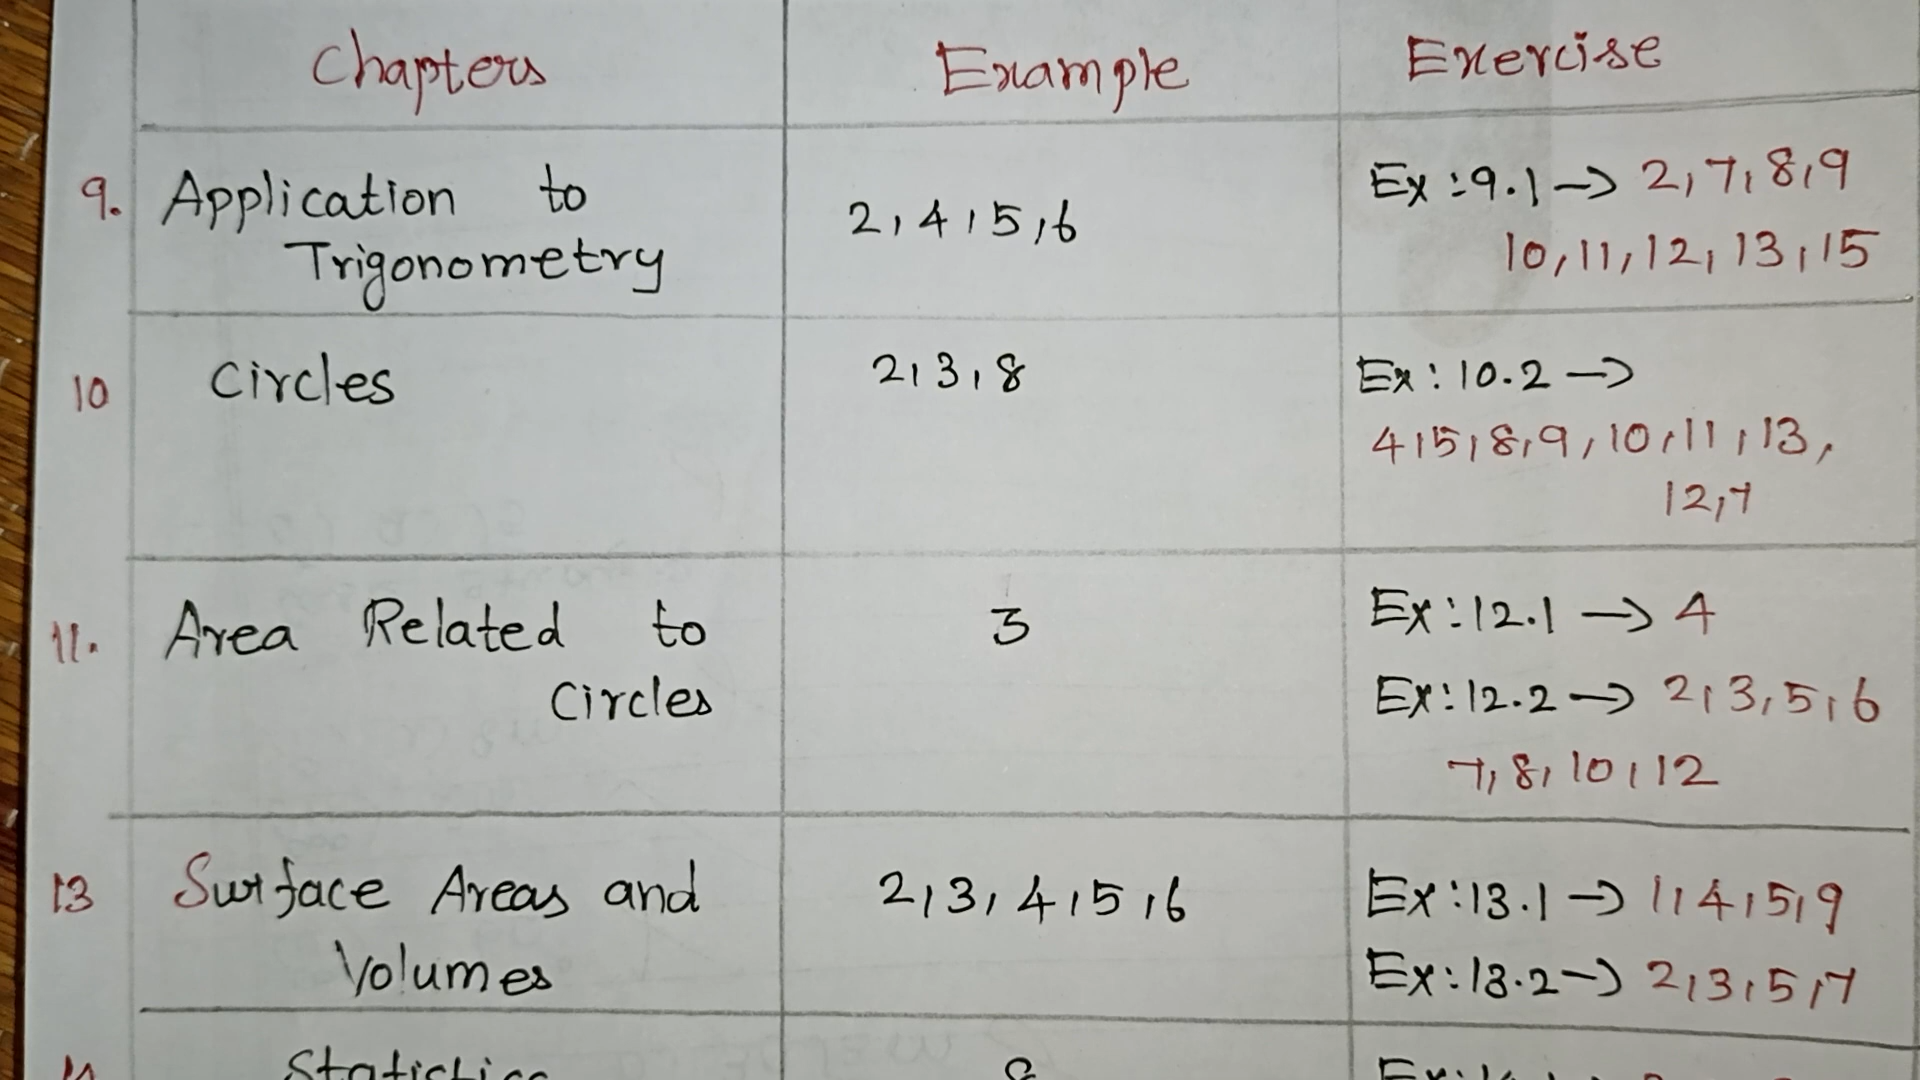 Chapters Example Exercise
9. Application to
Trigonometry
2, 4, 5, 6
Ex : 9.1 → 2, 7, 8, 9
10, 11, 12, 13, 15
10 Circles
2, 3, 8
Ex : 10.2 →
4, 5, 8, 9, 10, 11, 13,
12, 7
11. Area Related to
Circles
3
Ex : 12.1 → 4
Ex : 12.2 → 2, 3, 5, 6
7, 8, 10, 12
13 Surface Areas and
Volumes
2, 3, 4, 5, 6
Ex : 13.1 → 1, 4, 5, 9
Ex : 13.2 → 2, 3, 5, 7
Statistics